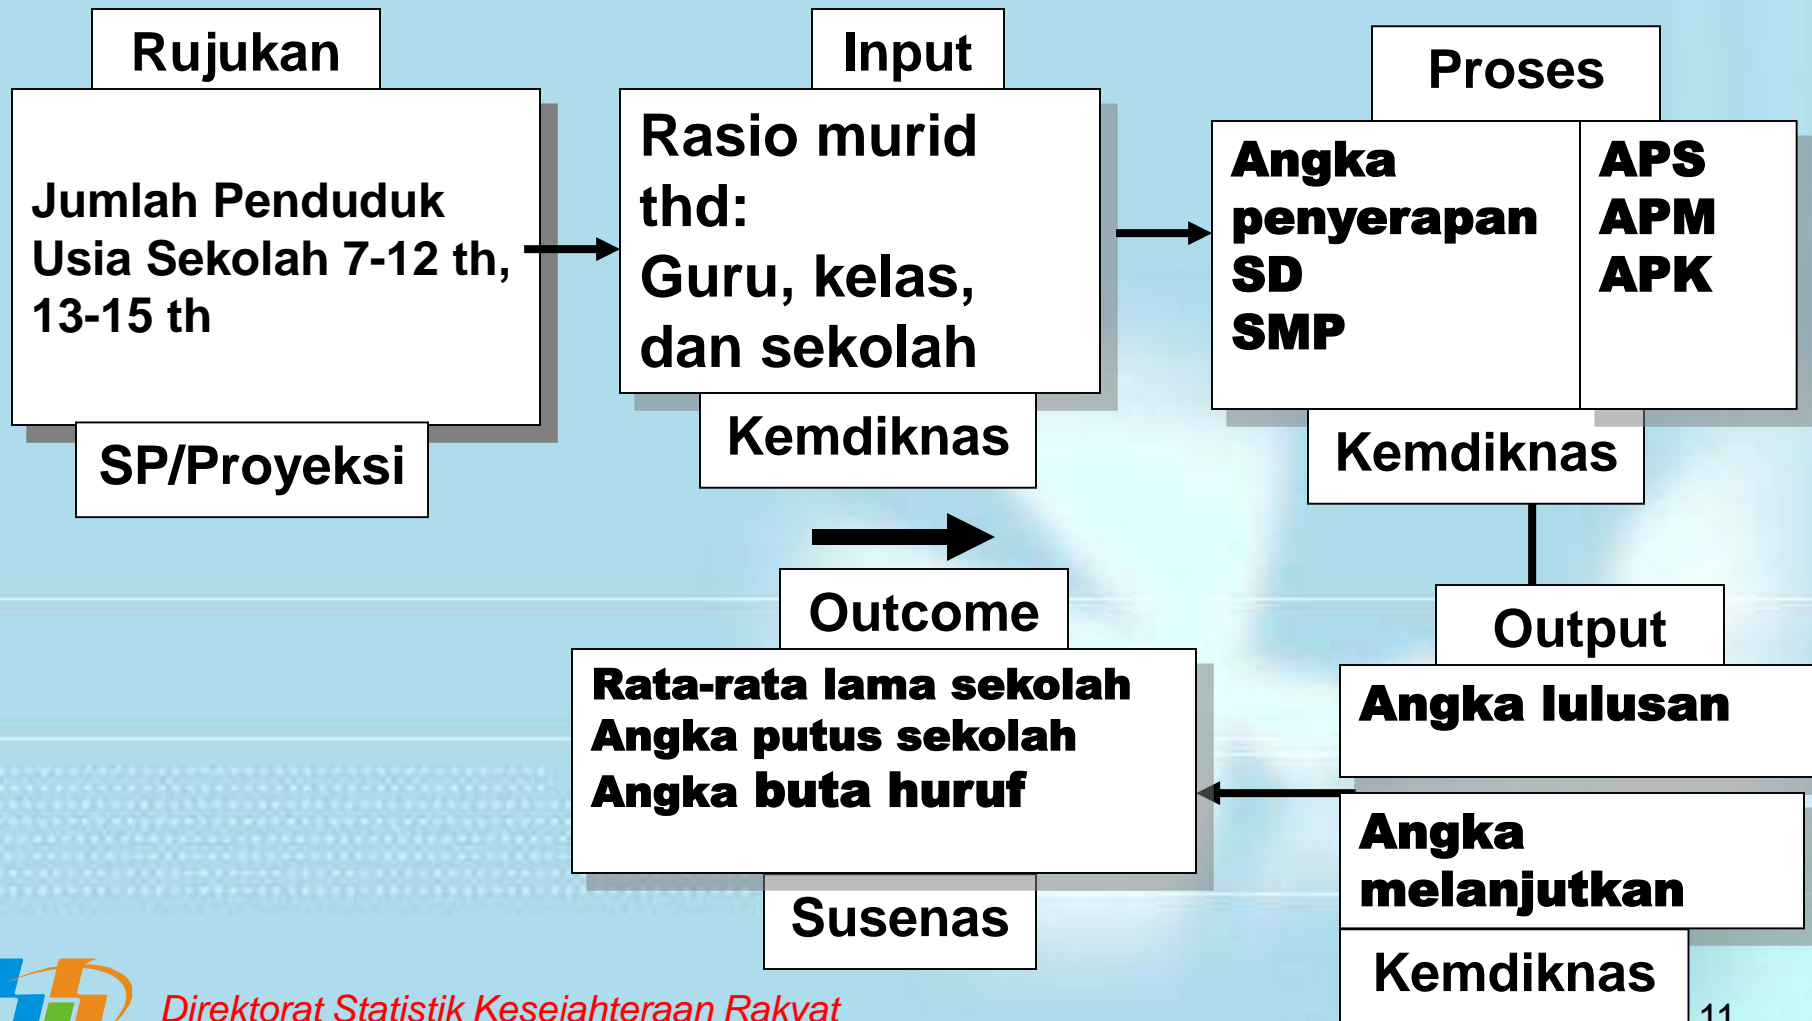 Rujukan
Jumlah Penduduk
Usia Sekolah 7-12 th,
13-15 th
SP/Proyeksi
Input
Rasio murid
thd:
Guru, kelas,
dan sekolah
Kemdiknas
Proses
Angka
penyerapan
SD
SMP
APS
APM
APK
Kemdiknas
Output
Angka lulusan
Angka
melanjutkan
Kemdiknas
Outcome
Rata-rata lama sekolah
Angka putus sekolah
Angka buta huruf
Susenas
Direktorat Statistik Kesejahteraan Rakyat
11